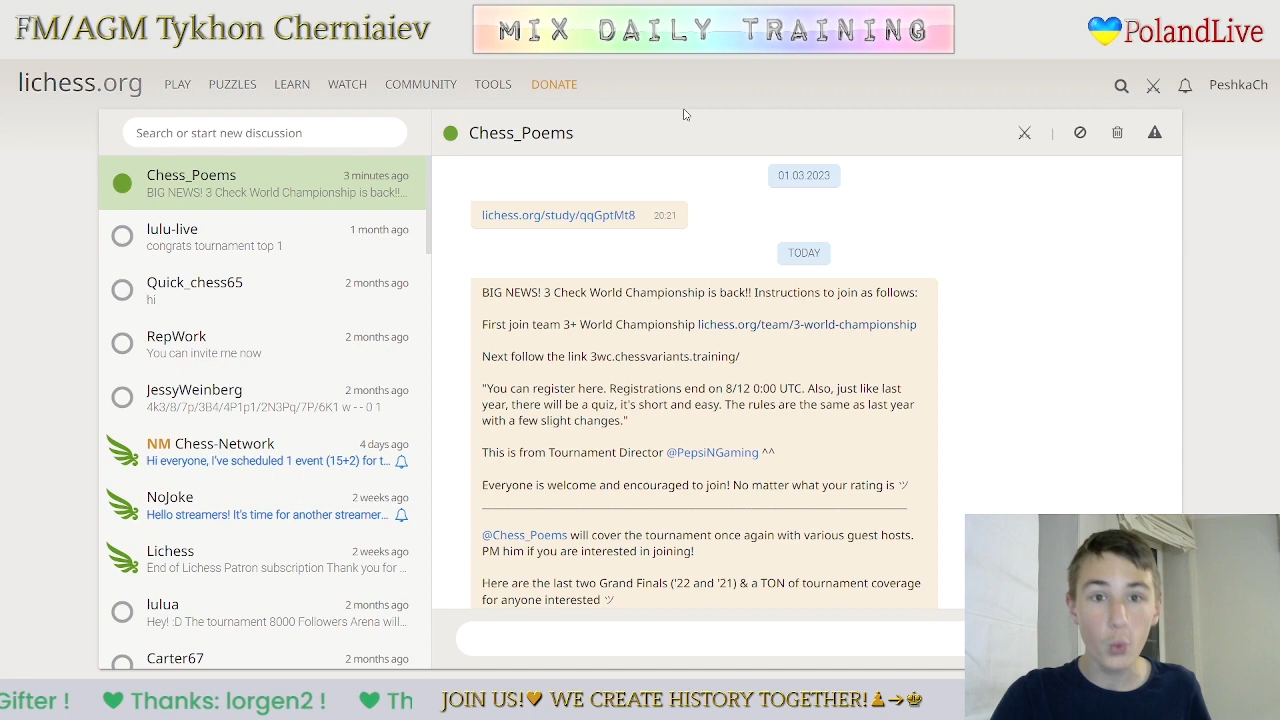 FM/AGM Tykhon Cherniaiev
MIX DAILY TRAINING
PolandLive
lichess.org
PLAY PUZZLES LEARN WATCH COMMUNITY TOOLS DONATE
PeshkaCh
Search or start new discussion
Chess_Poems
3 minutes ago
BIG NEWS! 3 Check World Championship is back!!...
lulu-live
1 month ago
congrats tournament top 1
Quick_chess65
2 months ago
hi
RepWork
2 months ago
You can invite me now
JessyWeinberg
2 months ago
4k3/8/7p/3B4/4P1p1/2N3Pq/7P/6K1 w - - 0 1
NM Chess-Network
4 days ago
Hi everyone, I've scheduled 1 event (15+2) for t...
NoJoke
2 weeks ago
Hello streamers! It's time for another streamer...
Lichess
2 weeks ago
End of Lichess Patron subscription Thank you for ...
lulua
2 months ago
Hey! :D The tournament 8000 Followers Arena will...
Carter67
2 months ago
Chess_Poems
01.03.2023
lichess.org/study/qqGptMt8 20:21
TODAY
BIG NEWS! 3 Check World Championship is back!! Instructions to join as follows:
First join team 3+ World Championship lichess.org/team/3-world-championship
Next follow the link 3wc.chessvariants.training/
"You can register here. Registrations end on 8/12 0:00 UTC. Also, just like last
year, there will be a quiz, it's short and easy. The rules are the same as last year
with a few slight changes."
This is from Tournament Director @PepsiNGaming ^^
Everyone is welcome and encouraged to join! No matter what your rating is ツ
@Chess_Poems will cover the tournament once again with various guest hosts.
PM him if you are interested in joining!
Here are the last two Grand Finals ('22 and '21) & a TON of tournament coverage
for anyone interested ツ
Gifter ! Thanks: lorgen2 ! Th
JOIN US!🧡 WE CREATE HISTORY TOGETHER!♟➔♚